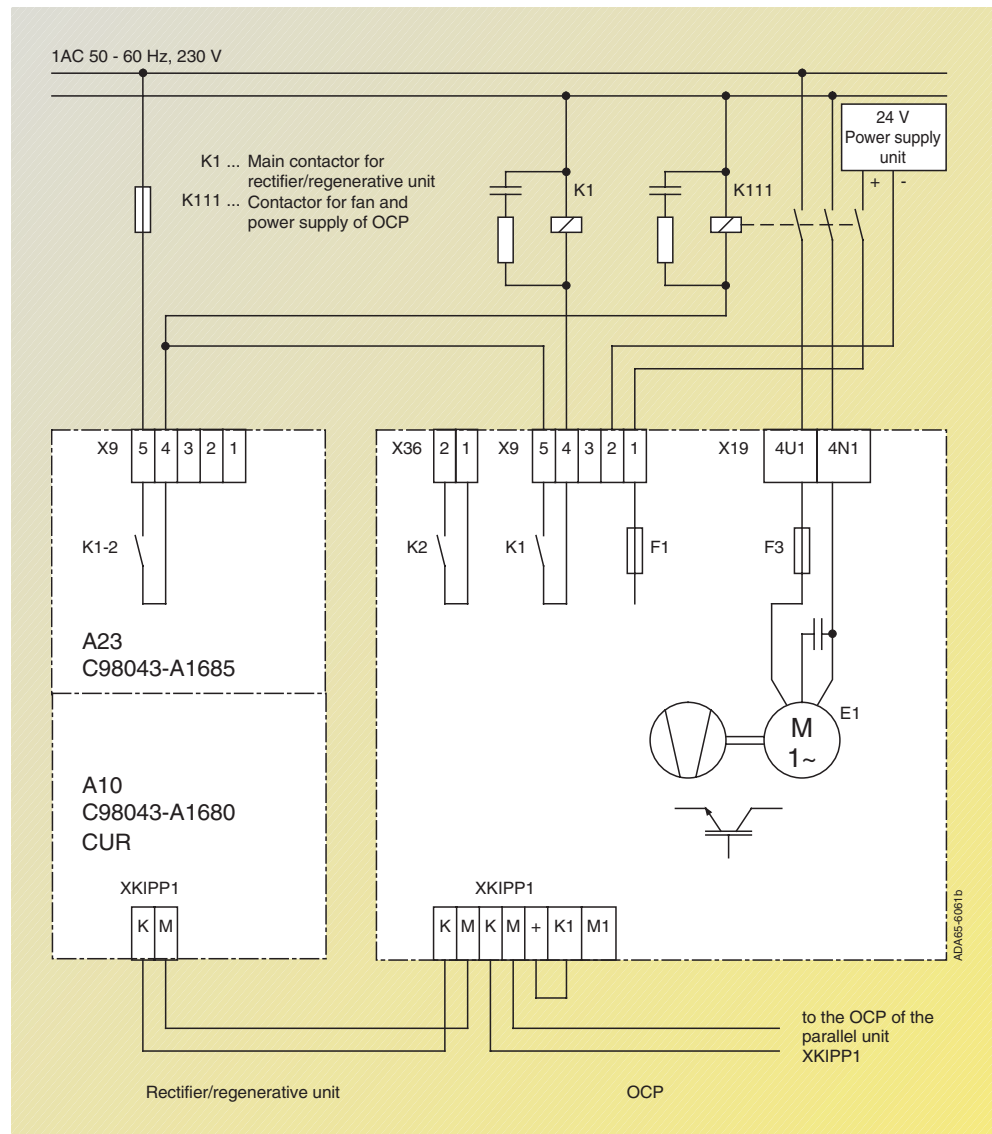 1AC 50 - 60 Hz, 230 V
24 V
Power supply
unit
+ -
K1 ... Main contactor for
rectifier/regenerative unit
K111 ... Contactor for fan and
power supply of OCP
K1
K111
X9 5 4 3 2 1
X36 2 1
X9 5 4 3 2 1
X19 4U1 4N1
K1-2
K2
K1
F1
F3
A23
C98043-A1685
E1
M
1~
A10
C98043-A1680
CUR
XKIPP1
K M
XKIPP1
K M K M + K1 M1
ADA65-6061b
to the OCP of the
parallel unit
XKIPP1
Rectifier/regenerative unit
OCP